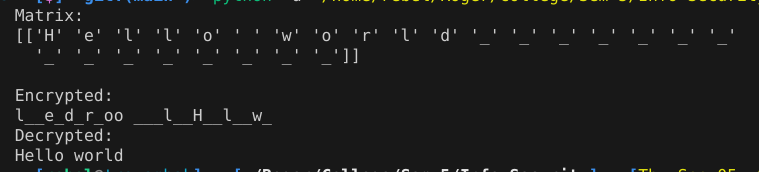 Matrix:
[['H' 'e' 'l' 'l' 'o' ' ' 'w' 'o' 'r' 'l' 'd' '_' '_' '_' '_' '_' '_' '_'
'_' '_' '_' '_' '_' '_' '_' '_']]
Encrypted:
l__e_d_r_oo ___l__H__l__w_
Decrypted:
Hello world